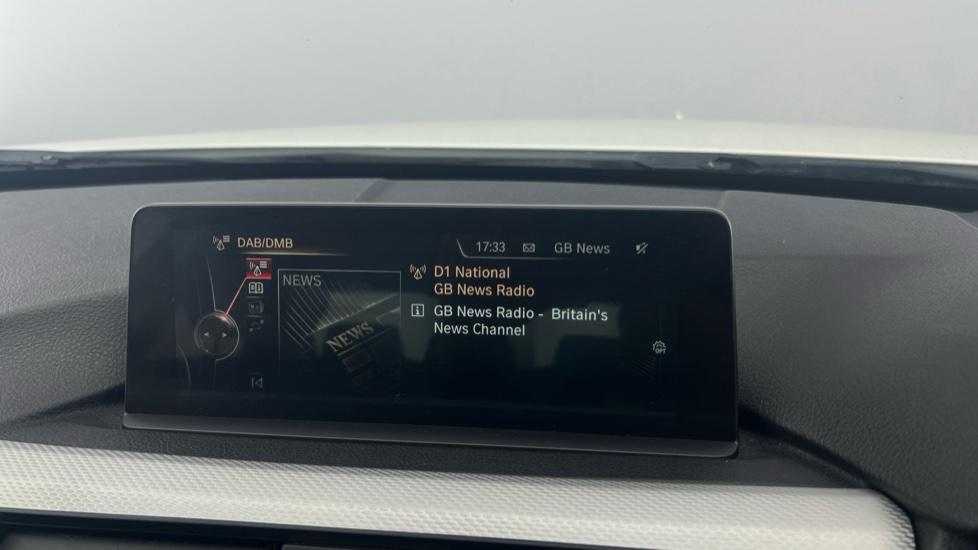 DAB/DMB
17:33 GB News
NEWS
NEWS
D1 National
GB News Radio
GB News Radio - Britain's
News Channel
OPT